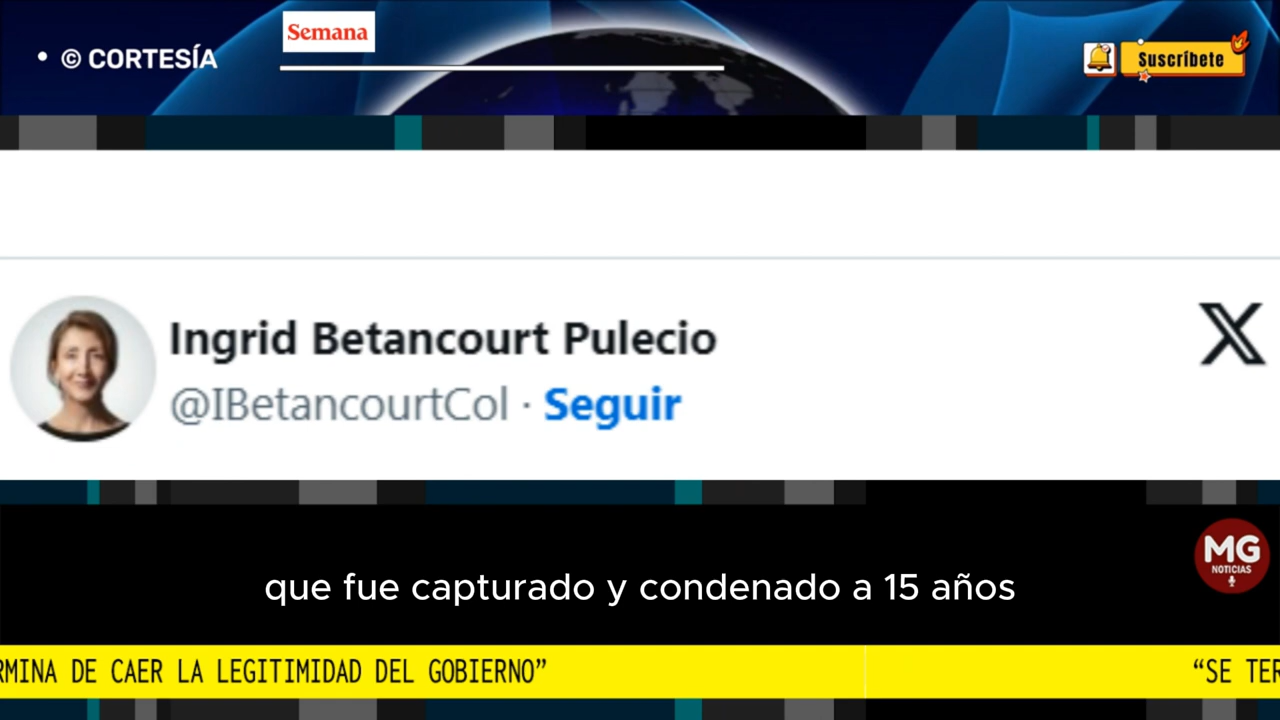 • © CORTESÍA
Semana
Suscríbete
Ingrid Betancourt Pulecio
@IBetancourtCol · Seguir
X
MG
NOTICIAS
que fue capturado y condenado a 15 años
RMINA DE CAER LA LEGITIMIDAD DEL GOBIERNO” “SE TER